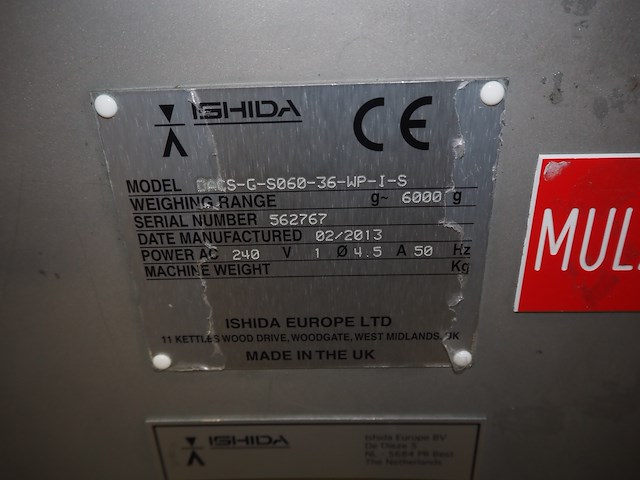 ISHIDA CE
MODEL DACS-G-S060-36-WP-I-S
WEIGHING RANGE g~ 6000 g
SERIAL NUMBER 562767
DATE MANUFACTURED 02/2013
POWER AC 240 V 1 Ø 4.5 A 50 Hz
MACHINE WEIGHT Kg
ISHIDA EUROPE LTD
11 KETTLES WOOD DRIVE, WOODGATE, WEST MIDLANDS, UK
MADE IN THE UK
MUL
ISHIDA
Ishida Europe BV
The Netherlands